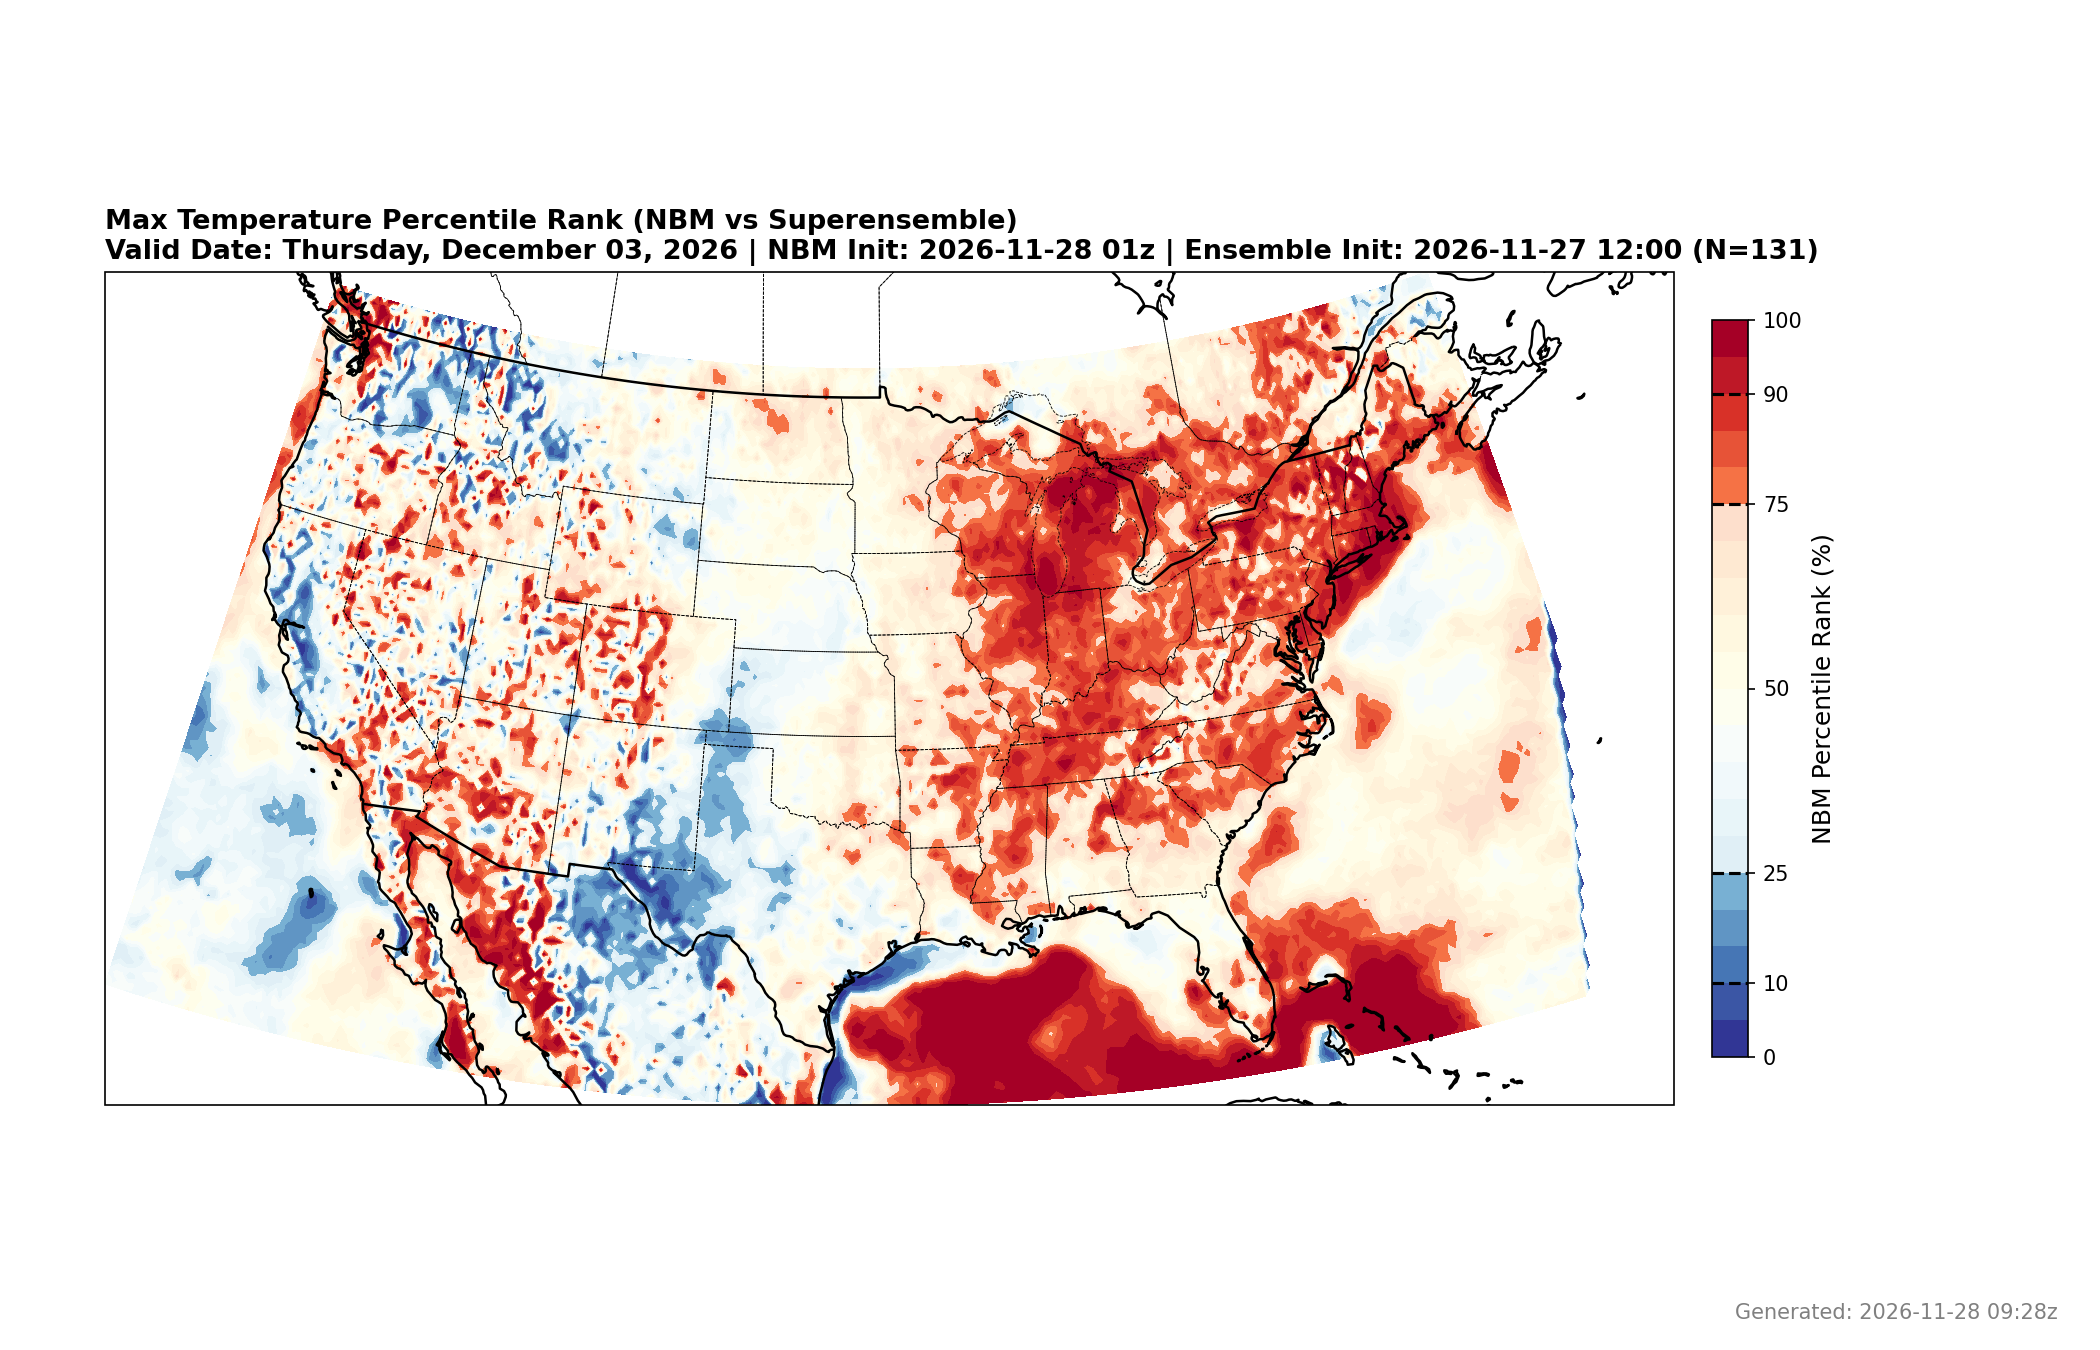 Max Temperature Percentile Rank (NBM vs Superensemble)
Valid Date: Thursday, December 03, 2026 | NBM Init: 2026-11-28 01z | Ensemble Init: 2026-11-27 12:00 (N=131)
100
90
75
50
25
10
0
NBM Percentile Rank (%)
Generated: 2026-11-28 09:28z